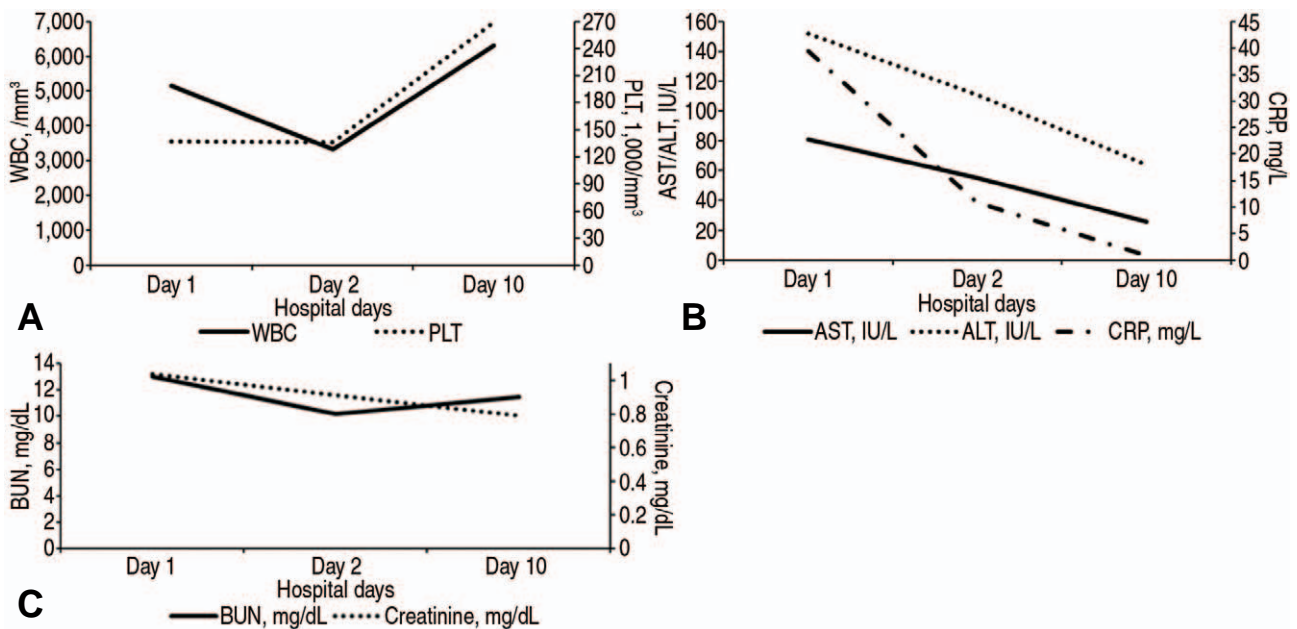 7,000
6,000
5,000
4,000
3,000
2,000
1,000
0
WBC, /mm³
270
240
210
180
150
120
90
60
30
0
PLT, 1,000/mm³
Day 1 Day 2 Day 10
Hospital days
A
WBC PLT
160
140
120
100
80
60
40
20
0
AST/ALT, IU/L
45
40
35
30
25
20
15
10
5
0
CRP, mg/L
Day 1 Day 2 Day 10
Hospital days
B
AST, IU/L ALT, IU/L CRP, mg/L
14
12
10
8
6
4
2
0
BUN, mg/dL
1
0.8
0.6
0.4
0.2
0
Creatinine, mg/dL
Day 1 Day 2 Day 10
Hospital days
C
BUN, mg/dL Creatinine, mg/dL